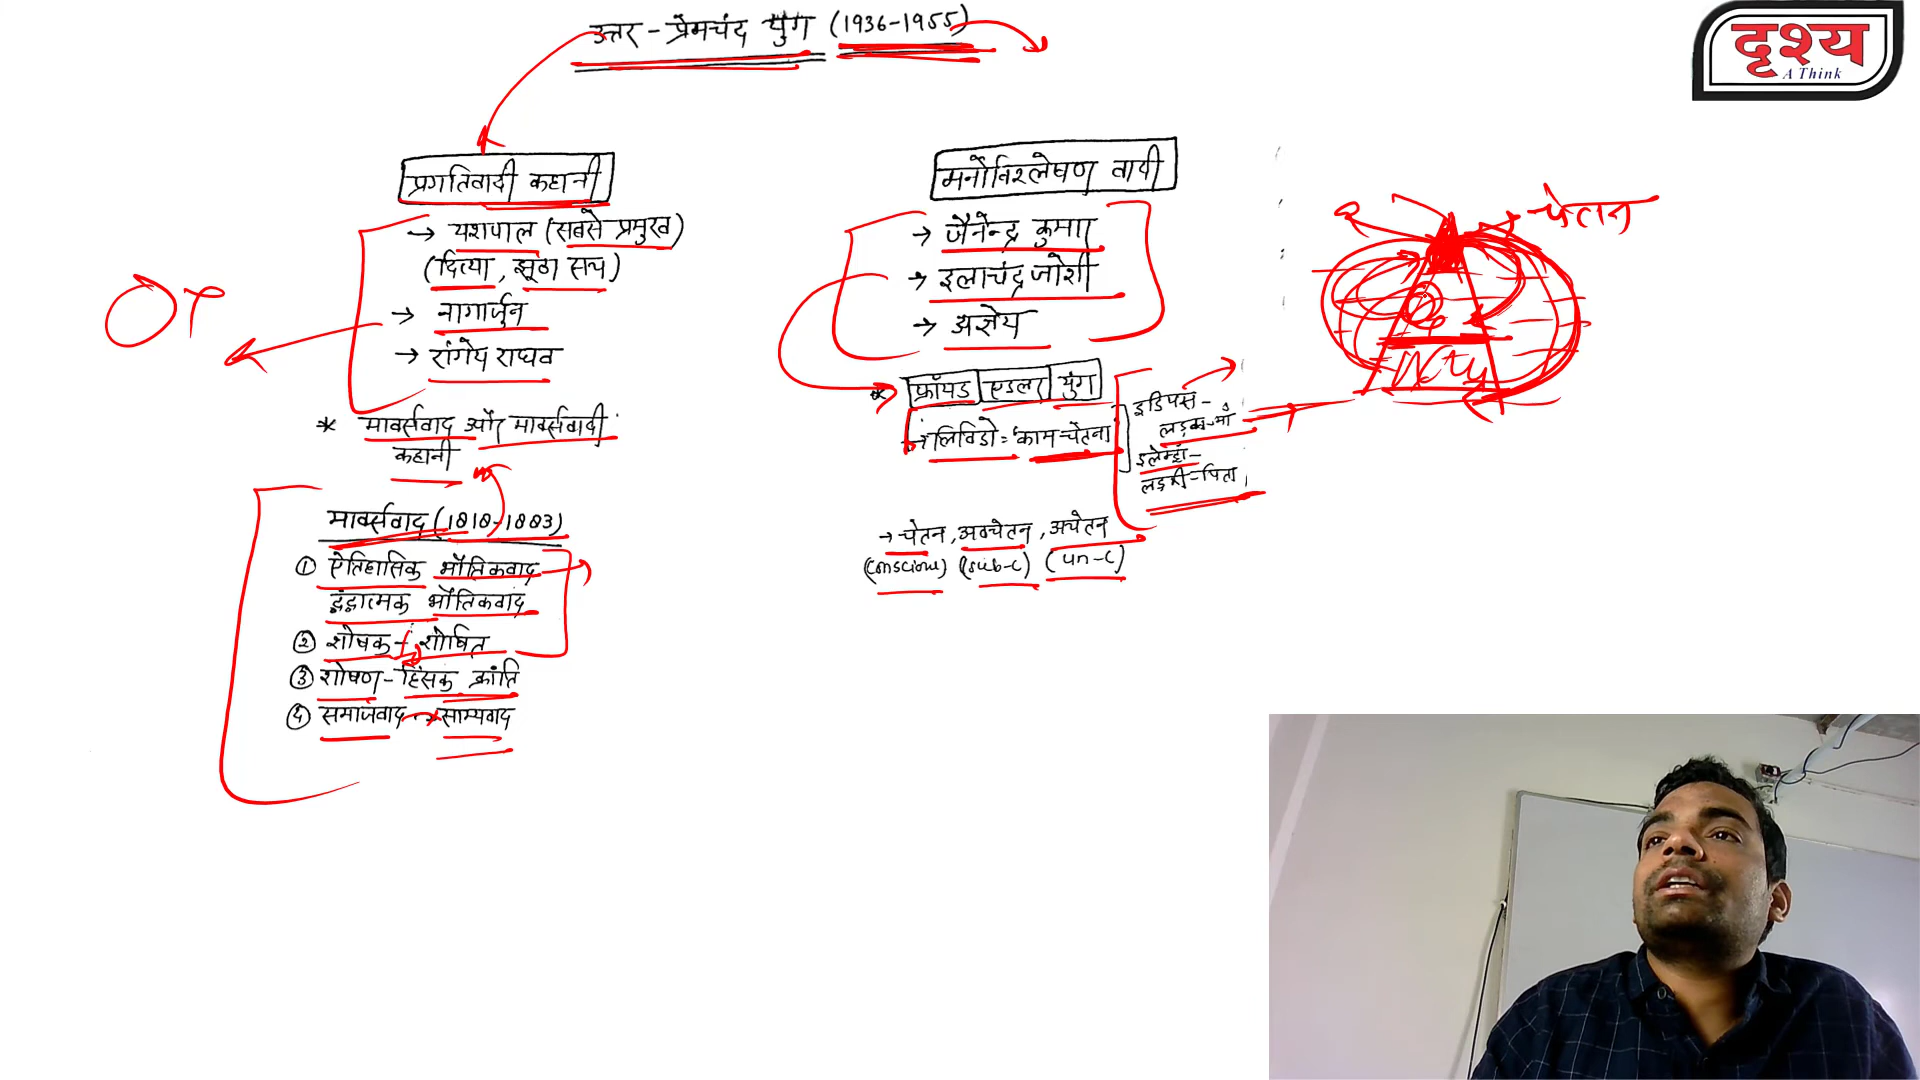 उत्तर - प्रेमचंद युग (1936-1955)
दृश्य
A Think
प्रगतिवादी कहानी
→ यशपाल (सबसे प्रमुख)
(दिव्या, झूठा सच)
→ नागार्जुन
→ रांगेय राघव
* मार्क्सवाद और मार्क्सवादी
कहानी
मार्क्सवाद (1818-1883)
① ऐतिहासिक भौतिकवाद
द्वंद्वात्मक भौतिकवाद
② शोषक - शोषित
③ शोषण - हिंसक क्रांति
④ समाजवाद → साम्यवाद
मनोविश्लेषण वादी
→ जैनेन्द्र कुमार
→ इलाचंद्र जोशी
→ अज्ञेय
* फ्रॉयड एडलर युंग
→ लिविडो = 'काम-चेतना'
इडिपस -
लड़का-माँ
इलेक्ट्रा -
लड़की-पिता
→ चेतन, अवचेतन, अचेतन
(conscious) (sub-c) (un-c)
चेतन